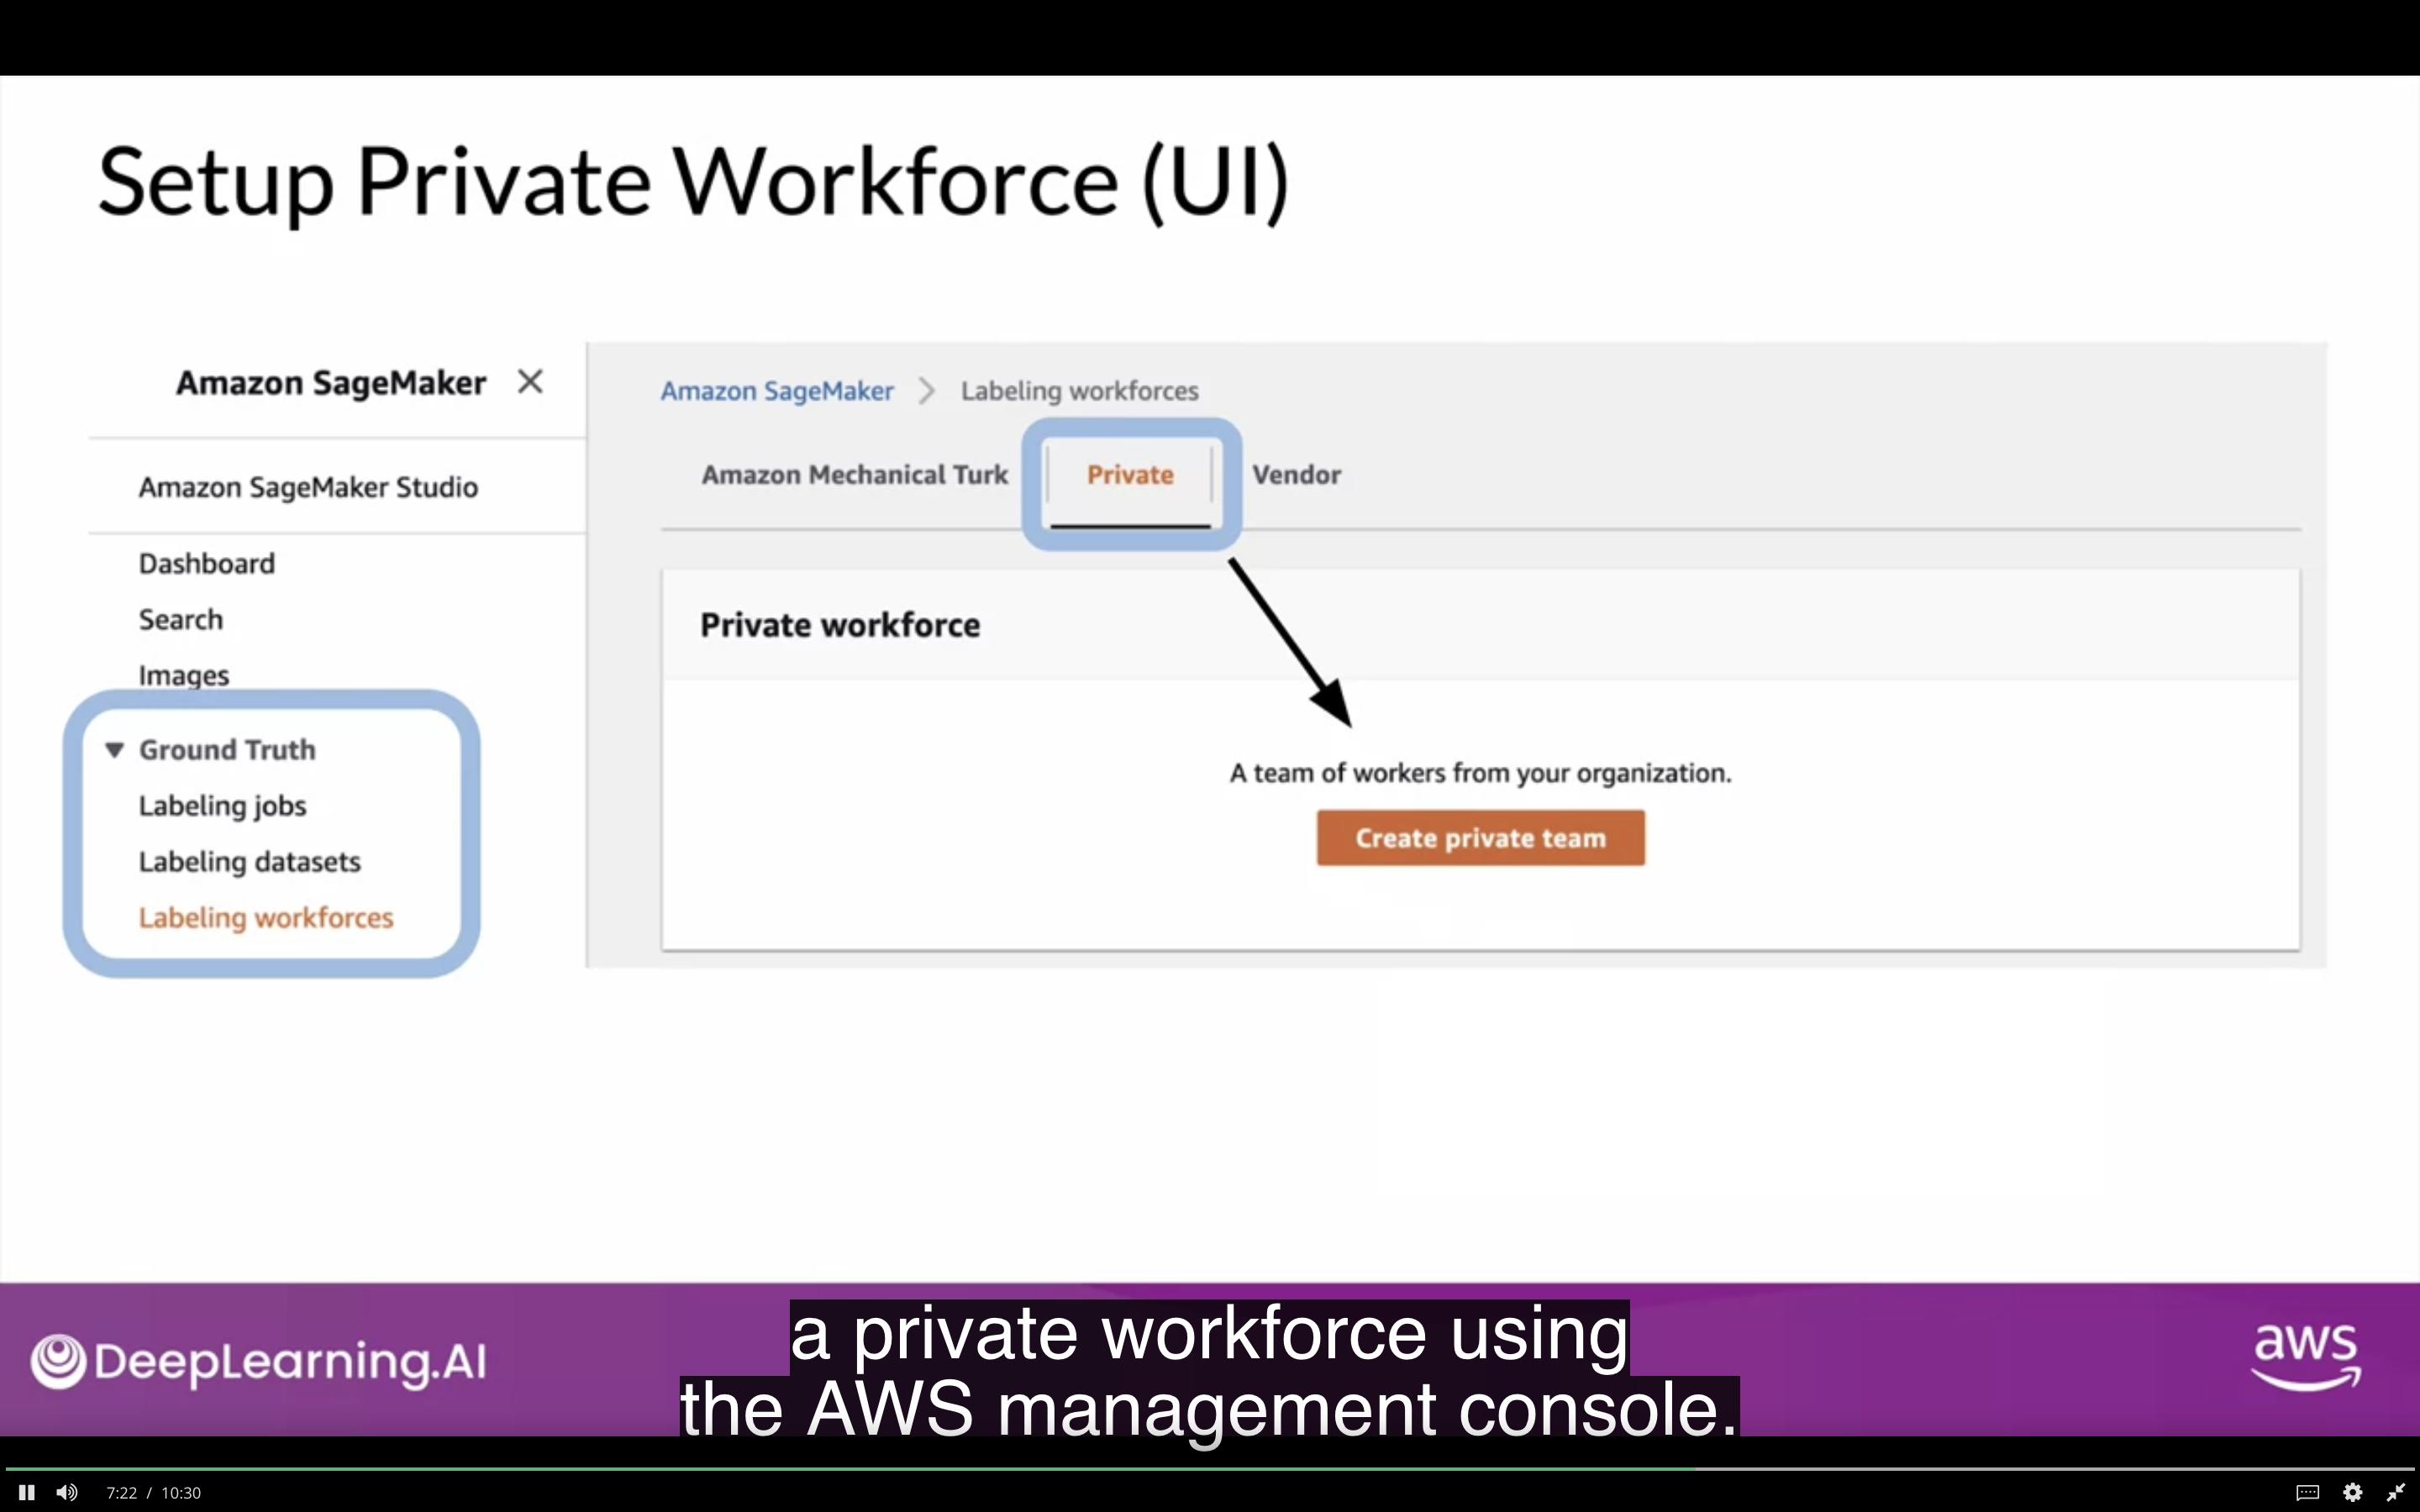 Setup Private Workforce (UI)
Amazon SageMaker
Amazon SageMaker Studio
Dashboard
Search
Images
Ground Truth
Labeling jobs
Labeling datasets
Labeling workforces
Amazon SageMaker > Labeling workforces
Amazon Mechanical Turk Private Vendor
Private workforce
A team of workers from your organization.
Create private team
DeepLearning.AI
a private workforce using
the AWS management console.
aws
7:22 / 10:30